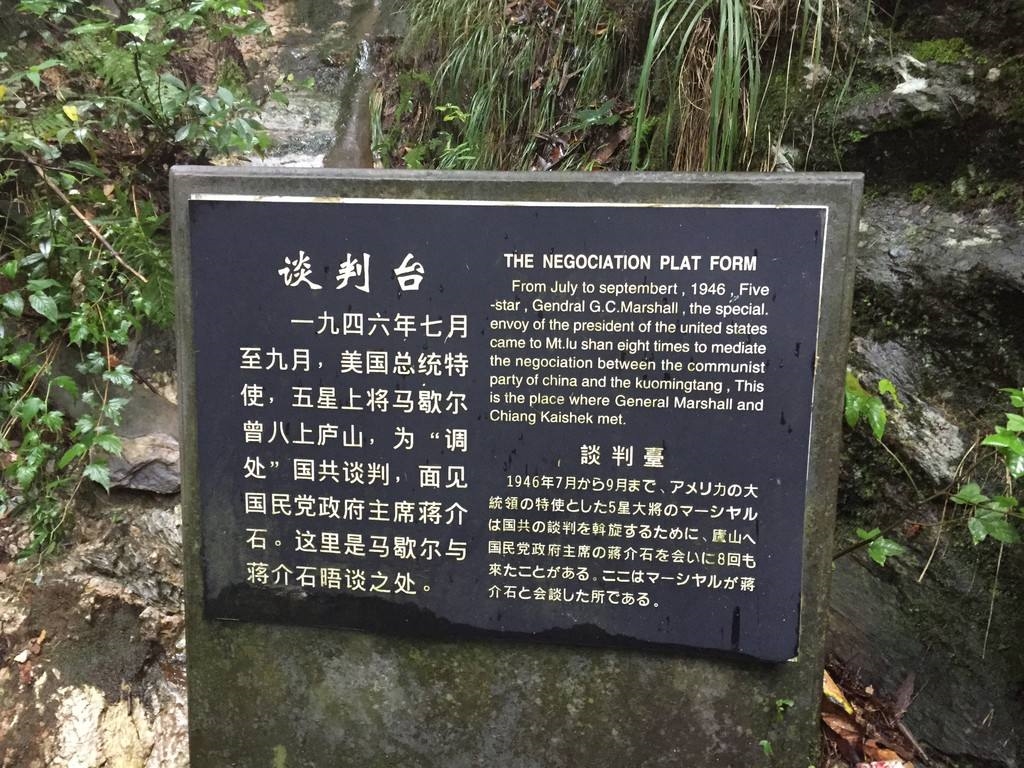 谈判台
一九四六年七月
至九月，美国总统特
使，五星上将马歇尔
曾八上庐山，为“调
处”国共谈判，面见
国民党政府主席蒋介
石。这里是马歇尔与
蒋介石晤谈之处。
THE NEGOCIATION PLAT FORM
From July to septembert , 1946 , Five
-star , Gendral G.C.Marshall , the special.
envoy of the president of the united states
came to Mt.lu shan eight times to mediate
the negociation between the communist
party of china and the kuomingtang , This
is the place where General Marshall and
Chiang Kaishek met.
談判臺
1946年7月から9月まで、アメリカの大
統領の特使とした5星大將のマーシヤル
は国共の談判を斡旋するために、廬山へ
国民党政府主席の蒋介石を会いに8回も
來たことがある。ここはマーシヤルが蒋
介石と会談した所である。